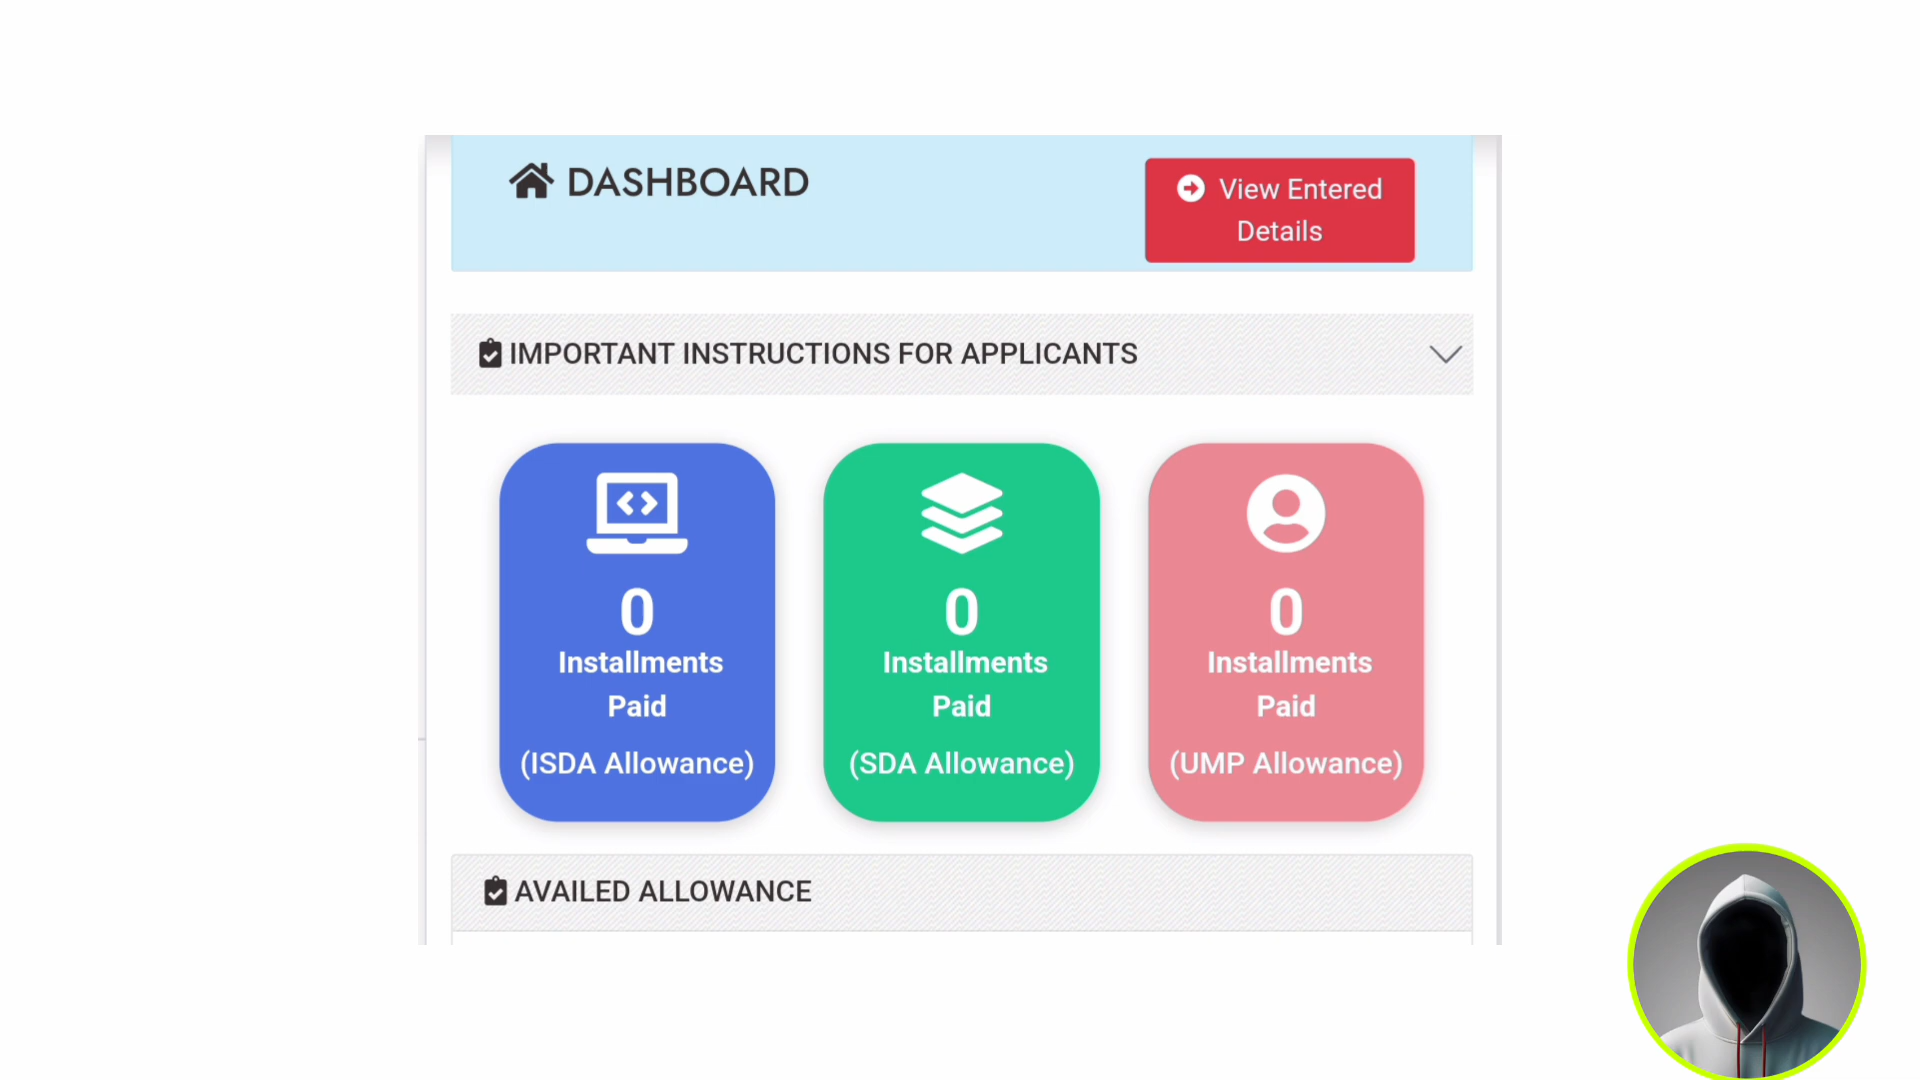 DASHBOARD
View Entered
Details
IMPORTANT INSTRUCTIONS FOR APPLICANTS
0
Installments
Paid
(ISDA Allowance)
0
Installments
Paid
(SDA Allowance)
0
Installments
Paid
(UMP Allowance)
AVAILED ALLOWANCE